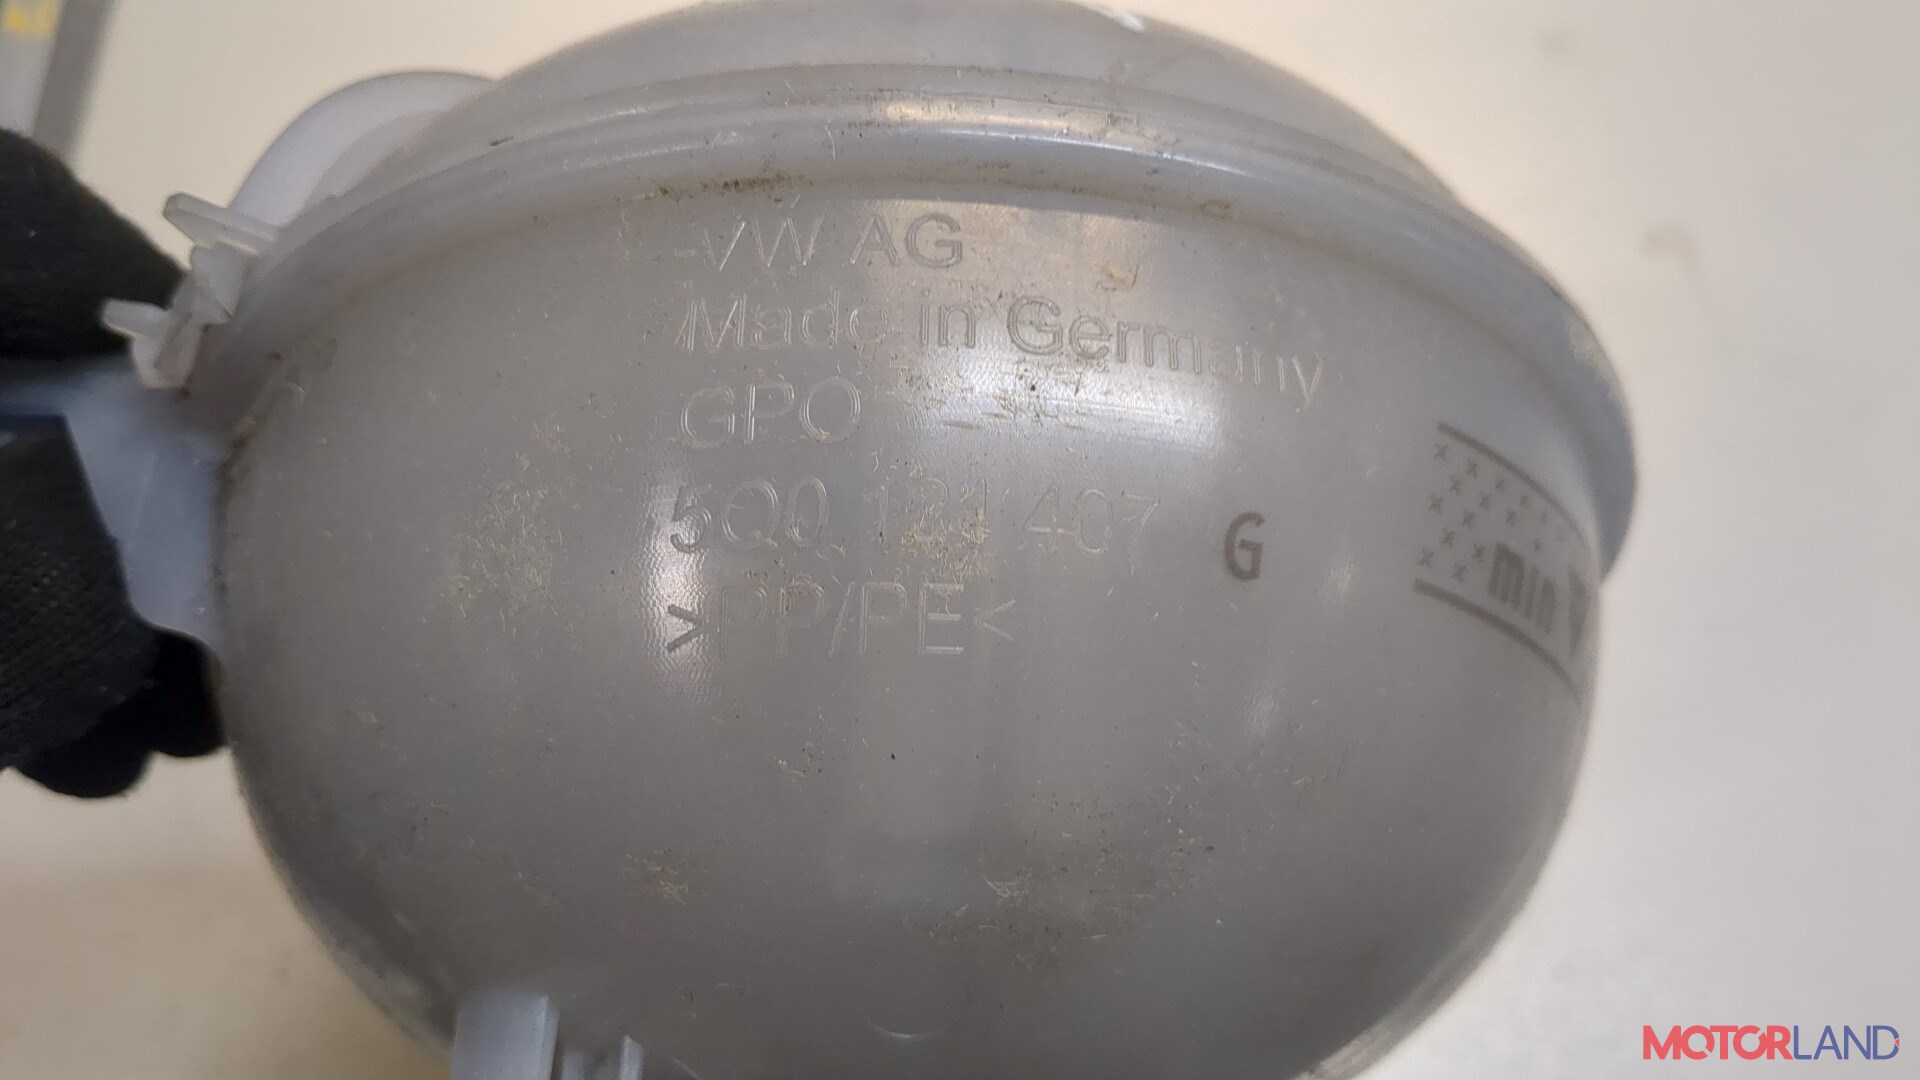 VW AG
Made in Germany
GPO
5Q0 121 407 G
>PP/PE<
min
MOTORLAND